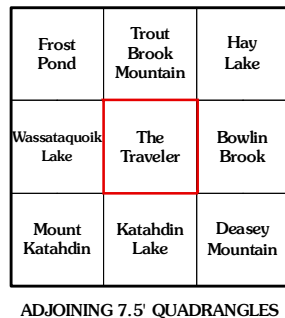 Frost
Pond
Trout
Brook
Mountain
Hay
Lake
Wassataquoik
Lake
The
Traveler
Bowlin
Brook
Mount
Katahdin
Katahdin
Lake
Deasey
Mountain
ADJOINING 7.5' QUADRANGLES